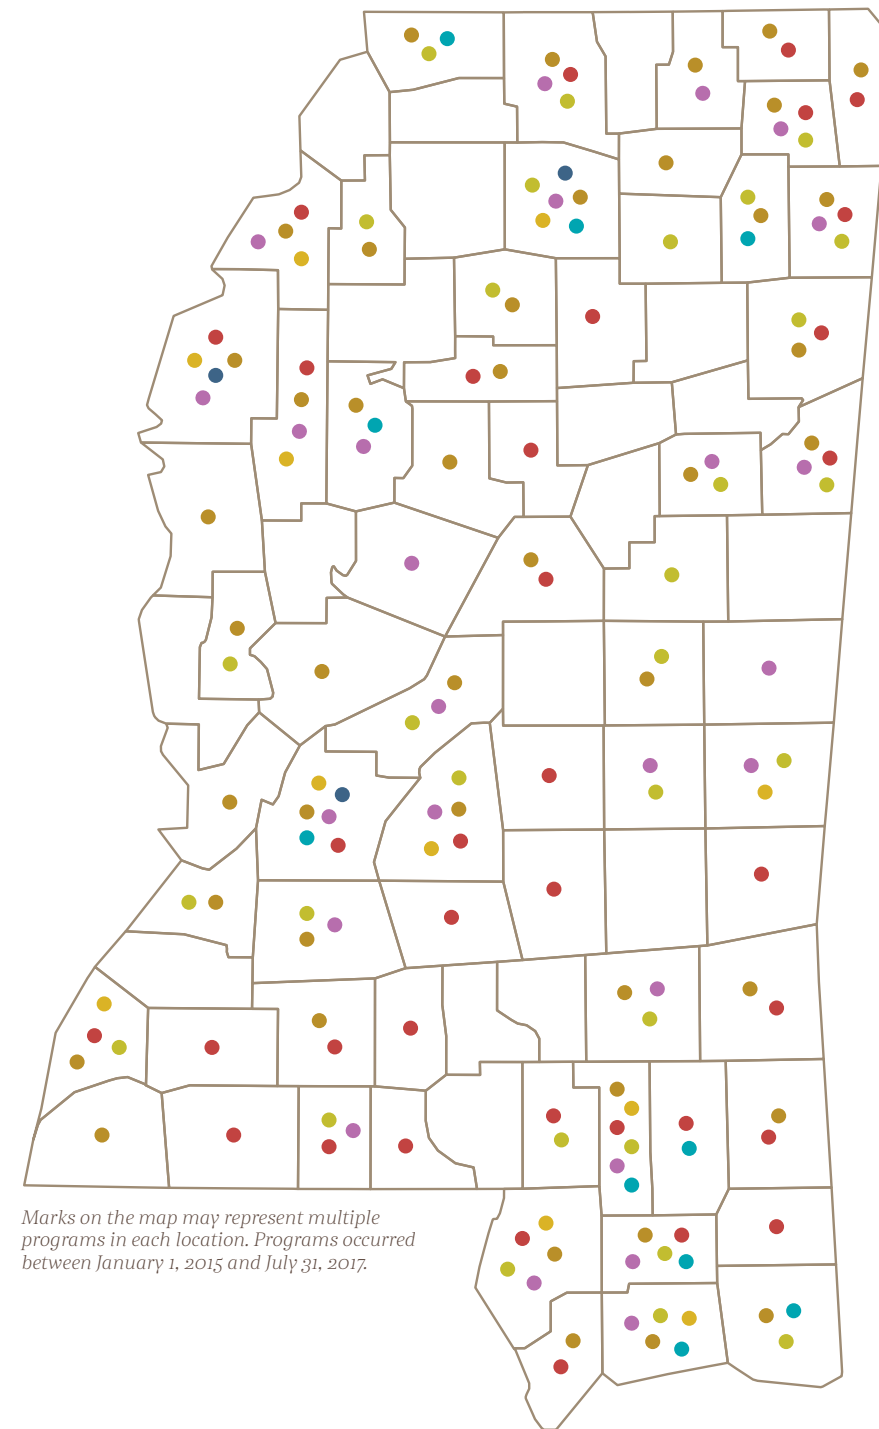 Marks on the map may represent multiple
programs in each location. Programs occurred
between January 1, 2015 and July 31, 2017.